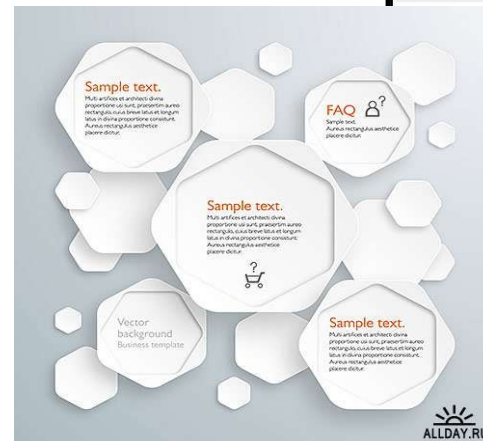 Sample text.
Multi artifices et architecti divina
proportione usi sunt, praesertim aureo
rectangulo, cuius breve latus et longum
latus in divina proportione consistunt.
Aureus rectangulus aesthetice
placere dicitur.
FAQ
Sample text.
Aureus rectangulus aesthetice
placere dicitur.
Sample text.
Multi artifices et architecti divina
proportione usi sunt, praesertim aureo
rectangulo, cuius breve latus et longum
latus in divina proportione consistunt.
Aureus rectangulus aesthetice
placere dicitur.
Vector
background
Business template
Sample text.
Multi artifices et architecti divina
proportione usi sunt, praesertim aureo
rectangulo, cuius breve latus et longum
latus in divina proportione consistunt.
Aureus rectangulus aesthetice
placere dicitur.
ALLDAY.RU